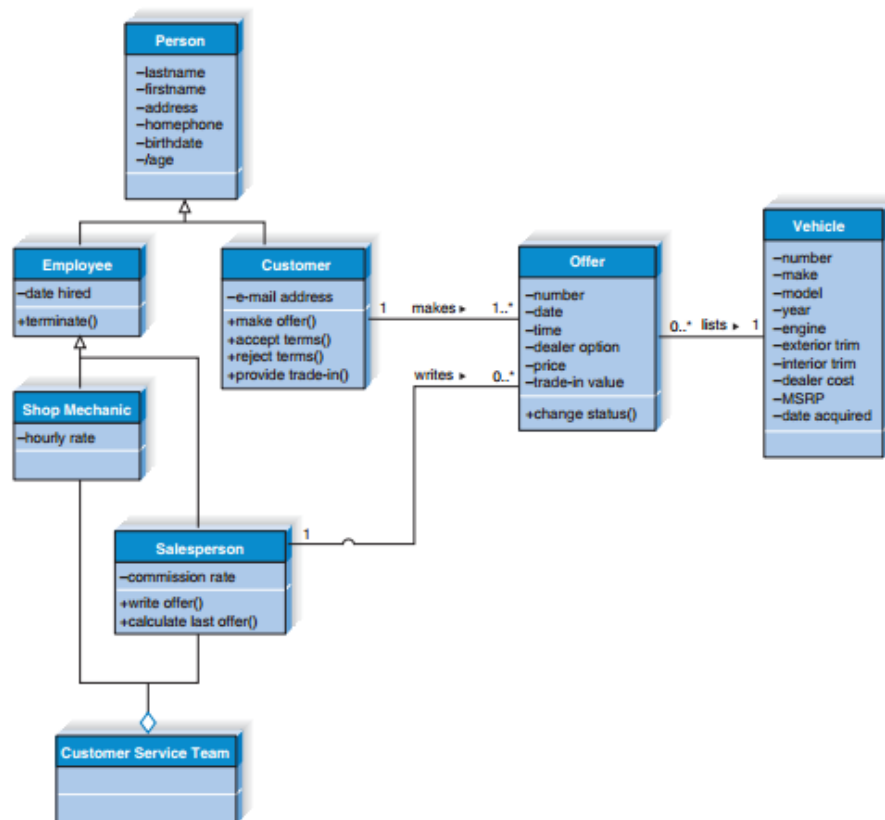 Person
–lastname
–firstname
–address
–homephone
–birthdate
–/age
Employee
–date hired
+terminate()
Customer
–e-mail address
+make offer()
+accept terms()
+reject terms()
+provide trade-in()
1 makes ▸ 1..*
Offer
–number
–date
–time
–dealer option
–price
–trade-in value
+change status()
0..* lists ▸ 1
Vehicle
–number
–make
–model
–year
–engine
–exterior trim
–interior trim
–dealer cost
–MSRP
–date acquired
writes ▸ 0..*
Shop Mechanic
–hourly rate
1
Salesperson
–commission rate
+write offer()
+calculate last offer()
Customer Service Team